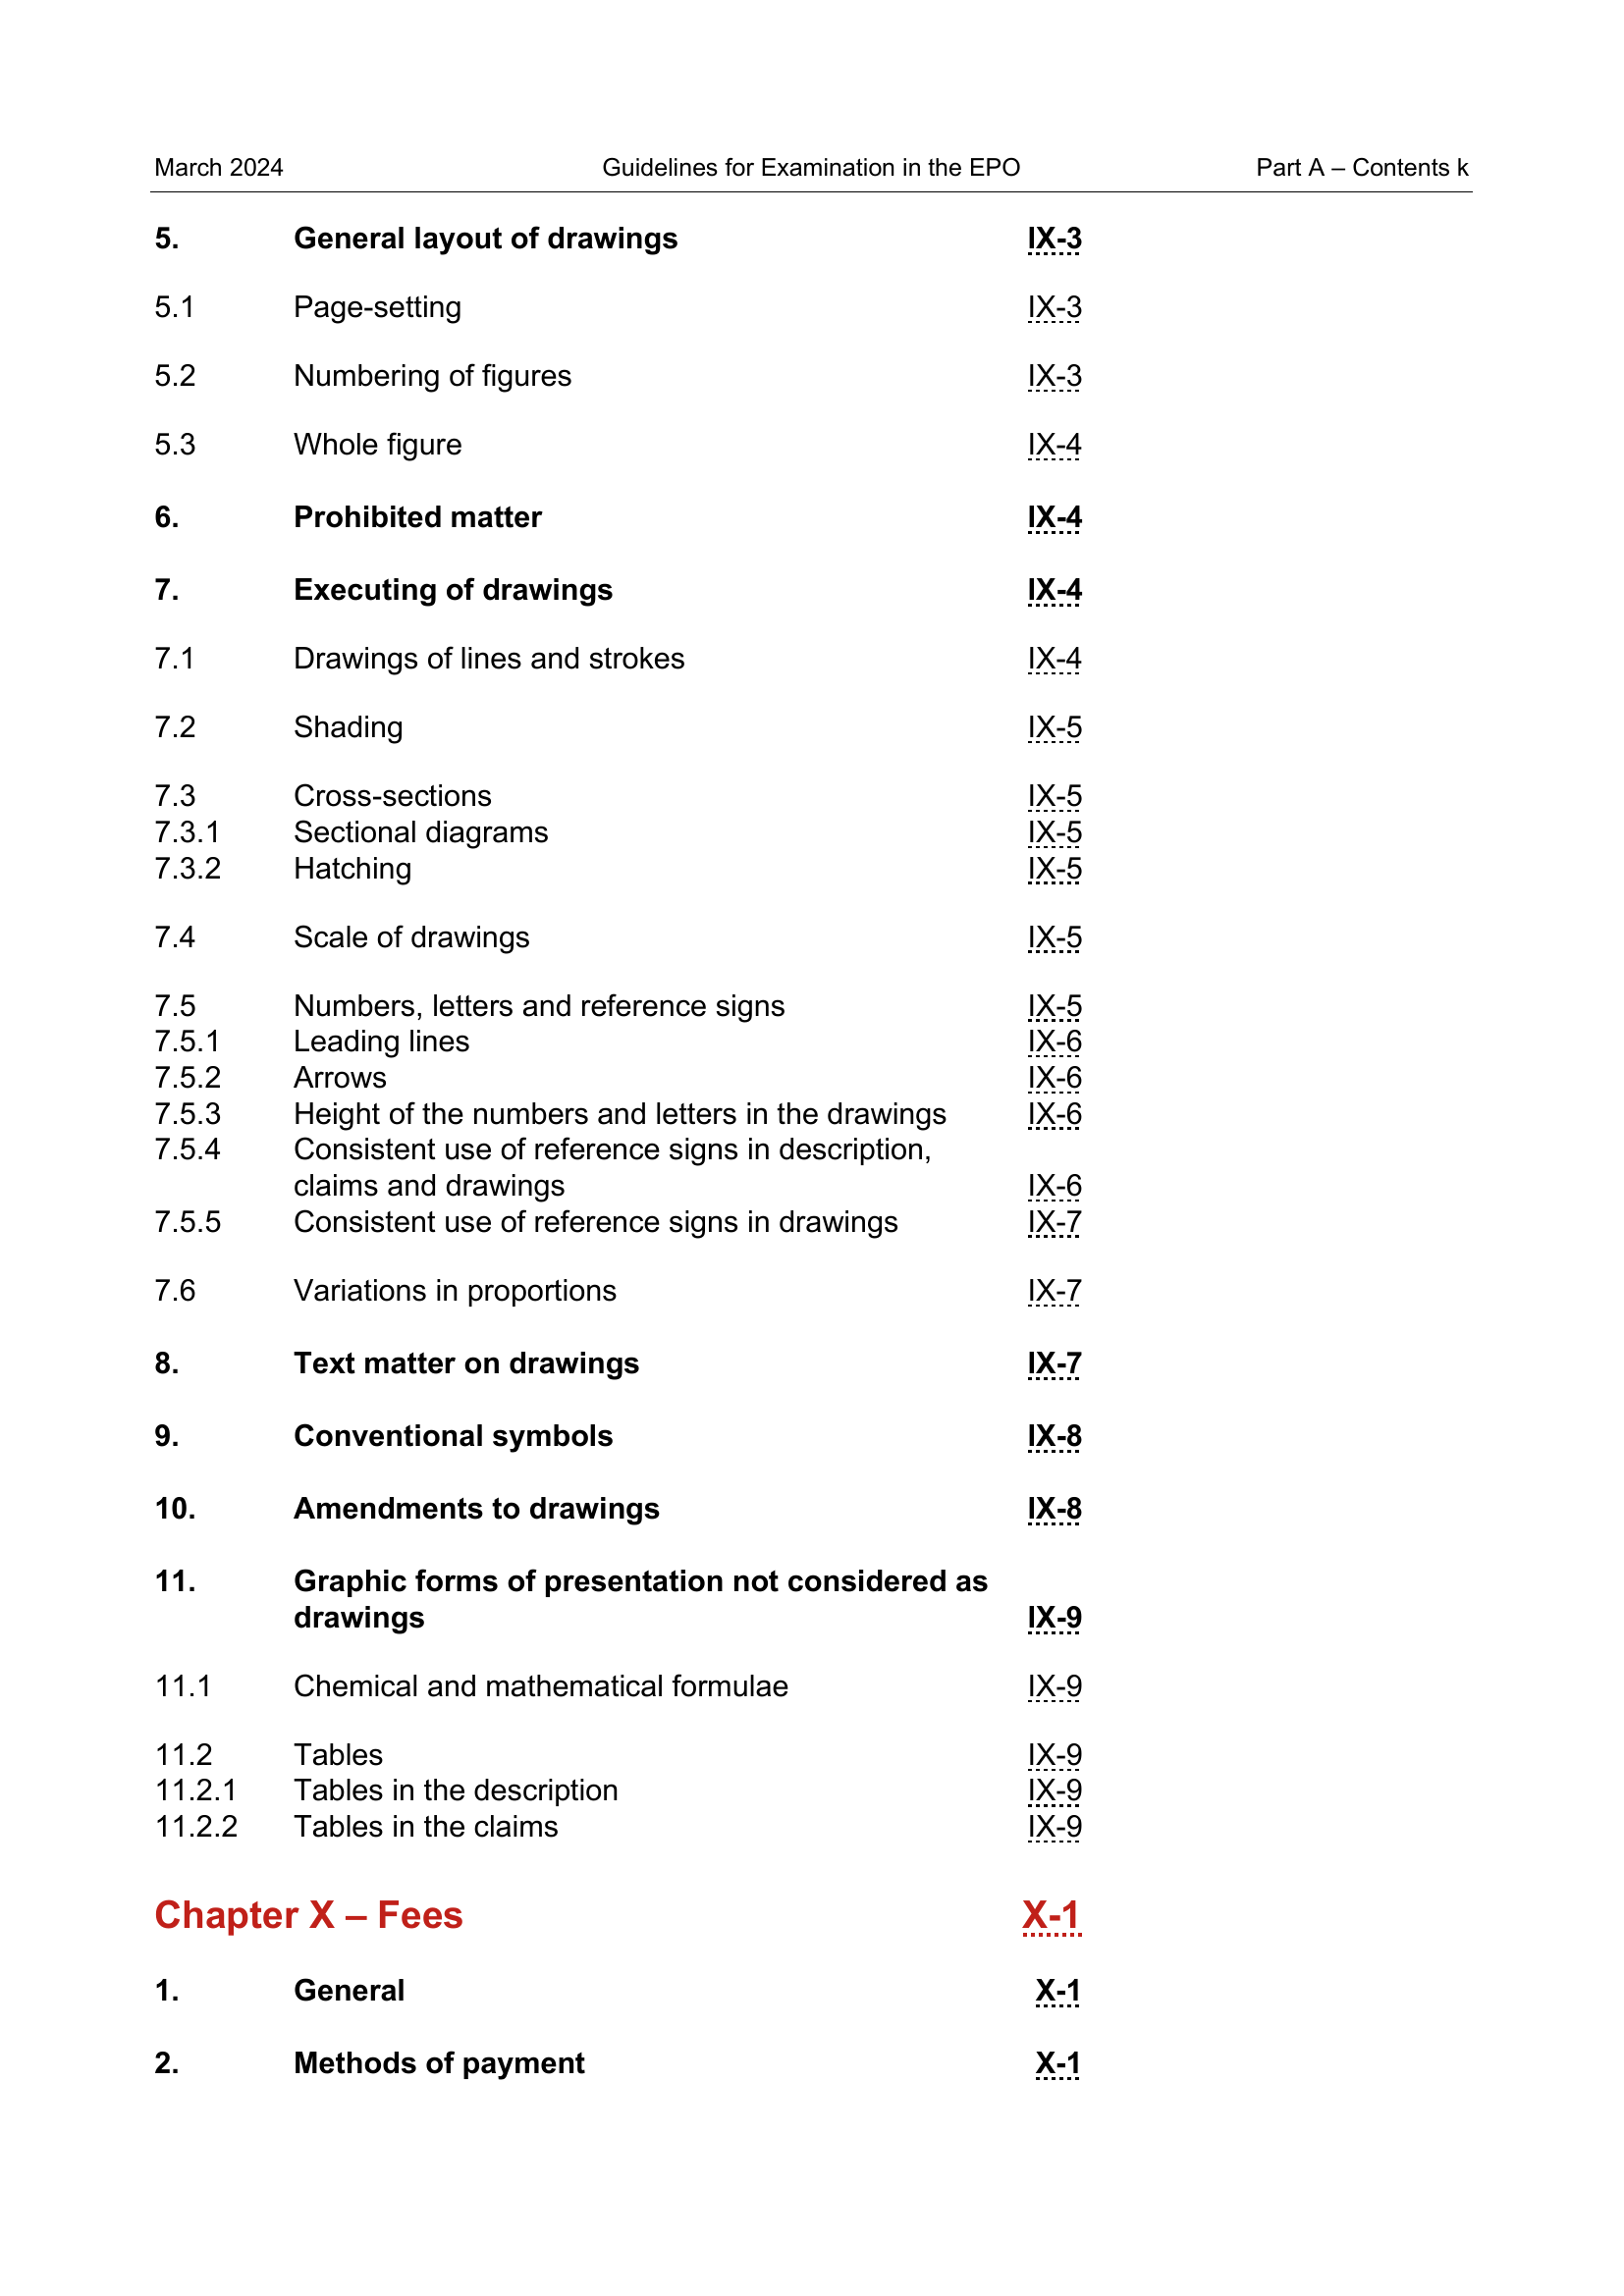 March 2024 Guidelines for Examination in the EPO Part A – Contents k
5. General layout of drawings IX-3
5.1 Page-setting IX-3
5.2 Numbering of figures IX-3
5.3 Whole figure IX-4
6. Prohibited matter IX-4
7. Executing of drawings IX-4
7.1 Drawings of lines and strokes IX-4
7.2 Shading IX-5
7.3 Cross-sections IX-5
7.3.1 Sectional diagrams IX-5
7.3.2 Hatching IX-5
7.4 Scale of drawings IX-5
7.5 Numbers, letters and reference signs IX-5
7.5.1 Leading lines IX-6
7.5.2 Arrows IX-6
7.5.3 Height of the numbers and letters in the drawings IX-6
7.5.4 Consistent use of reference signs in description,
claims and drawings IX-6
7.5.5 Consistent use of reference signs in drawings IX-7
7.6 Variations in proportions IX-7
8. Text matter on drawings IX-7
9. Conventional symbols IX-8
10. Amendments to drawings IX-8
11. Graphic forms of presentation not considered as
drawings IX-9
11.1 Chemical and mathematical formulae IX-9
11.2 Tables IX-9
11.2.1 Tables in the description IX-9
11.2.2 Tables in the claims IX-9
Chapter X – Fees X-1
1. General X-1
2. Methods of payment X-1